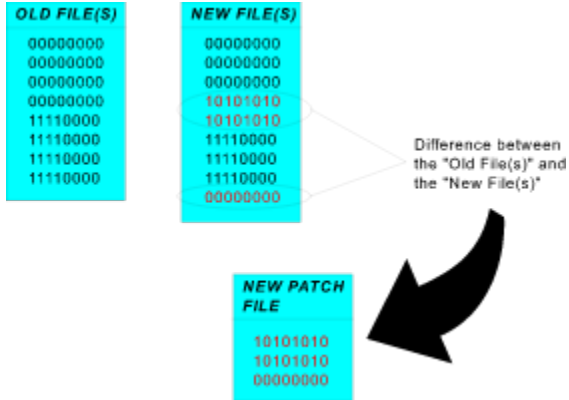 OLD FILE(S)
00000000
00000000
00000000
00000000
11110000
11110000
11110000
11110000
NEW FILE(S)
00000000
00000000
00000000
10101010
10101010
11110000
11110000
11110000
00000000
Difference between
the "Old File(s)" and
the "New File(s)"
NEW PATCH
FILE
10101010
10101010
00000000